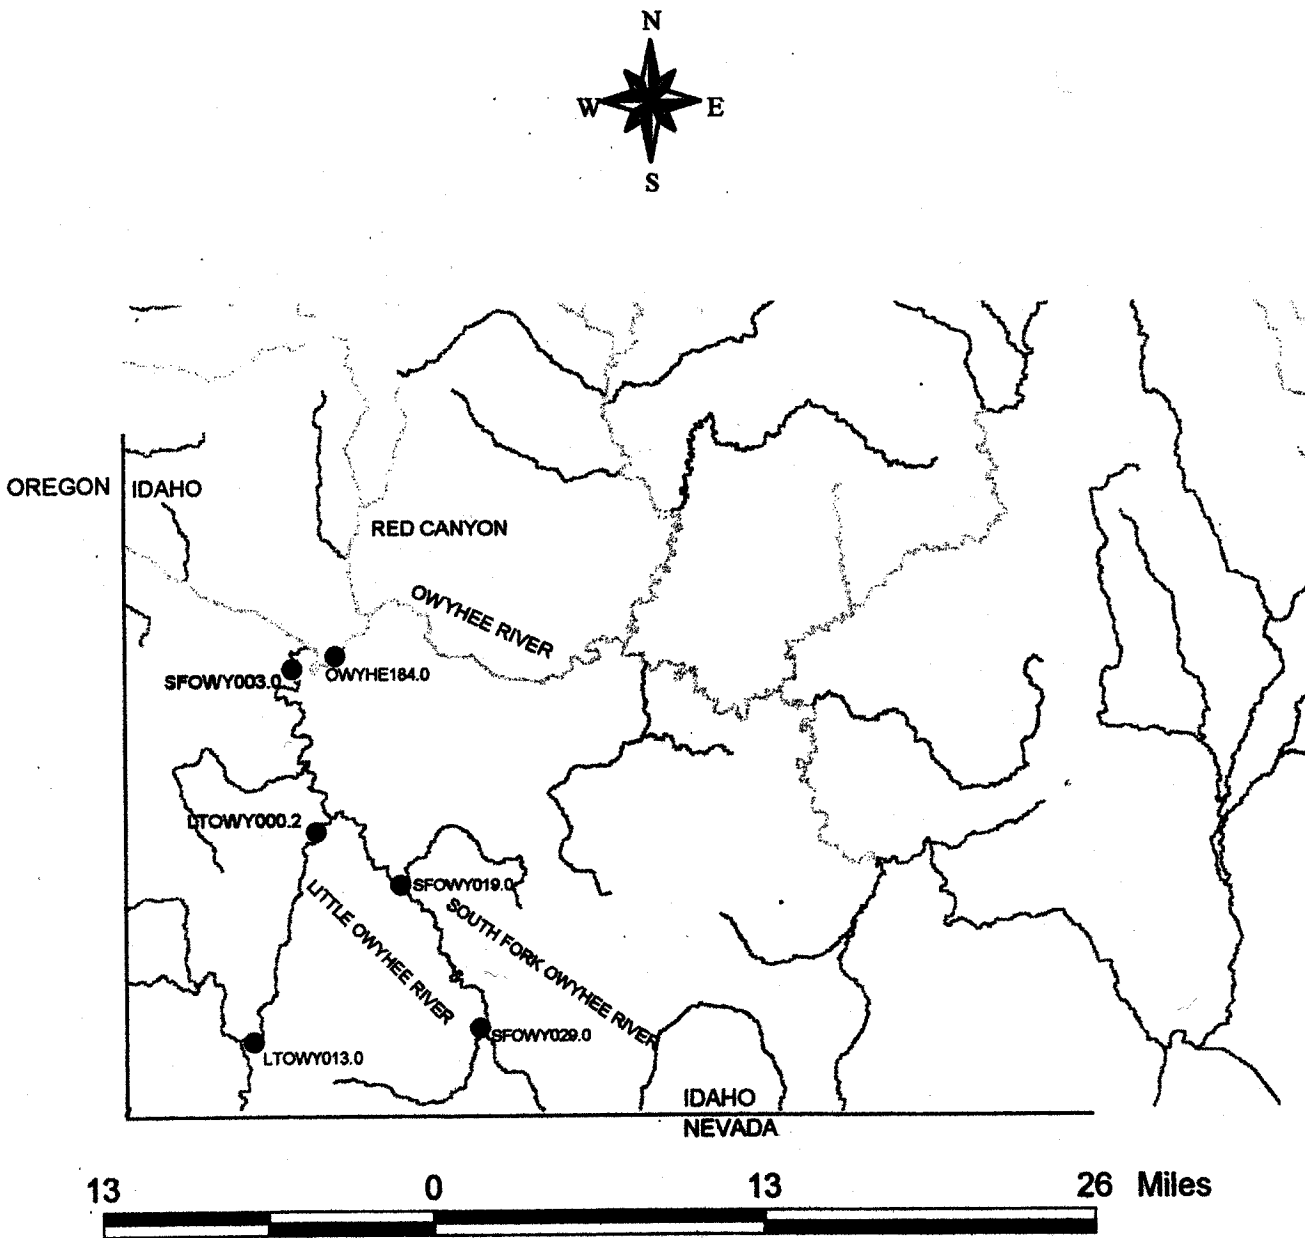 N
W E
S
OREGON IDAHO
RED CANYON
OWYHEE RIVER
SFOWY003.0
OWYHE184.0
LTOWY000.2
SFOWY019.0
LITTLE OWYHEE RIVER
SOUTH FORK OWYHEE RIVER
SFOWY029.0
LTOWY013.0
IDAHO
NEVADA
13 0 13 26 Miles